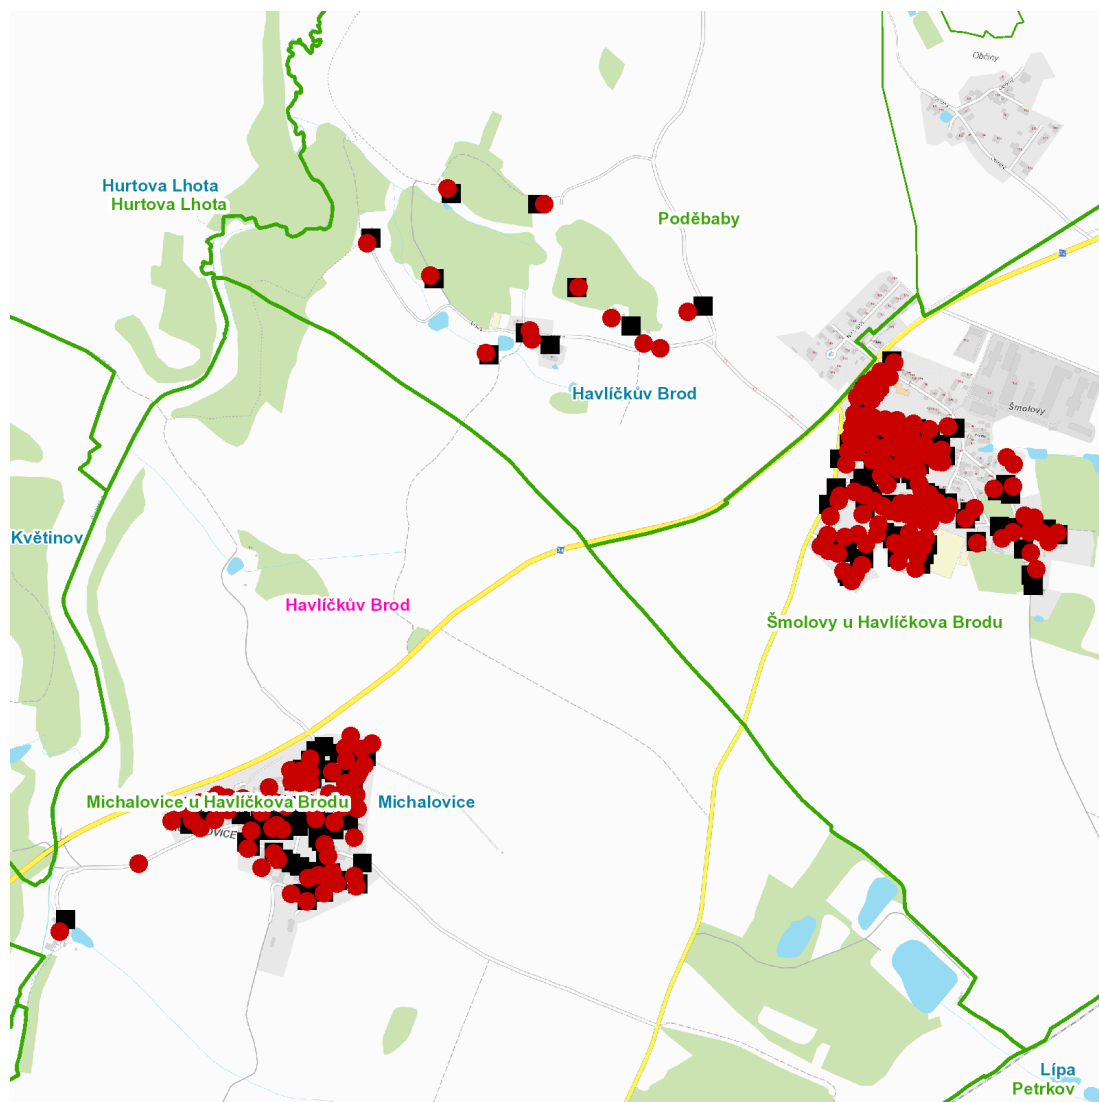 Občiny
Hurtova Lhota
Hurtova Lhota
Poděbaby
Havlíčkův Brod
Šmolovy
Květinov
Havlíčkův Brod
Šmolovy u Havlíčkova Brodu
Michalovice u Havlíčkova Brodu
Michalovice
Lípa
Petrkov